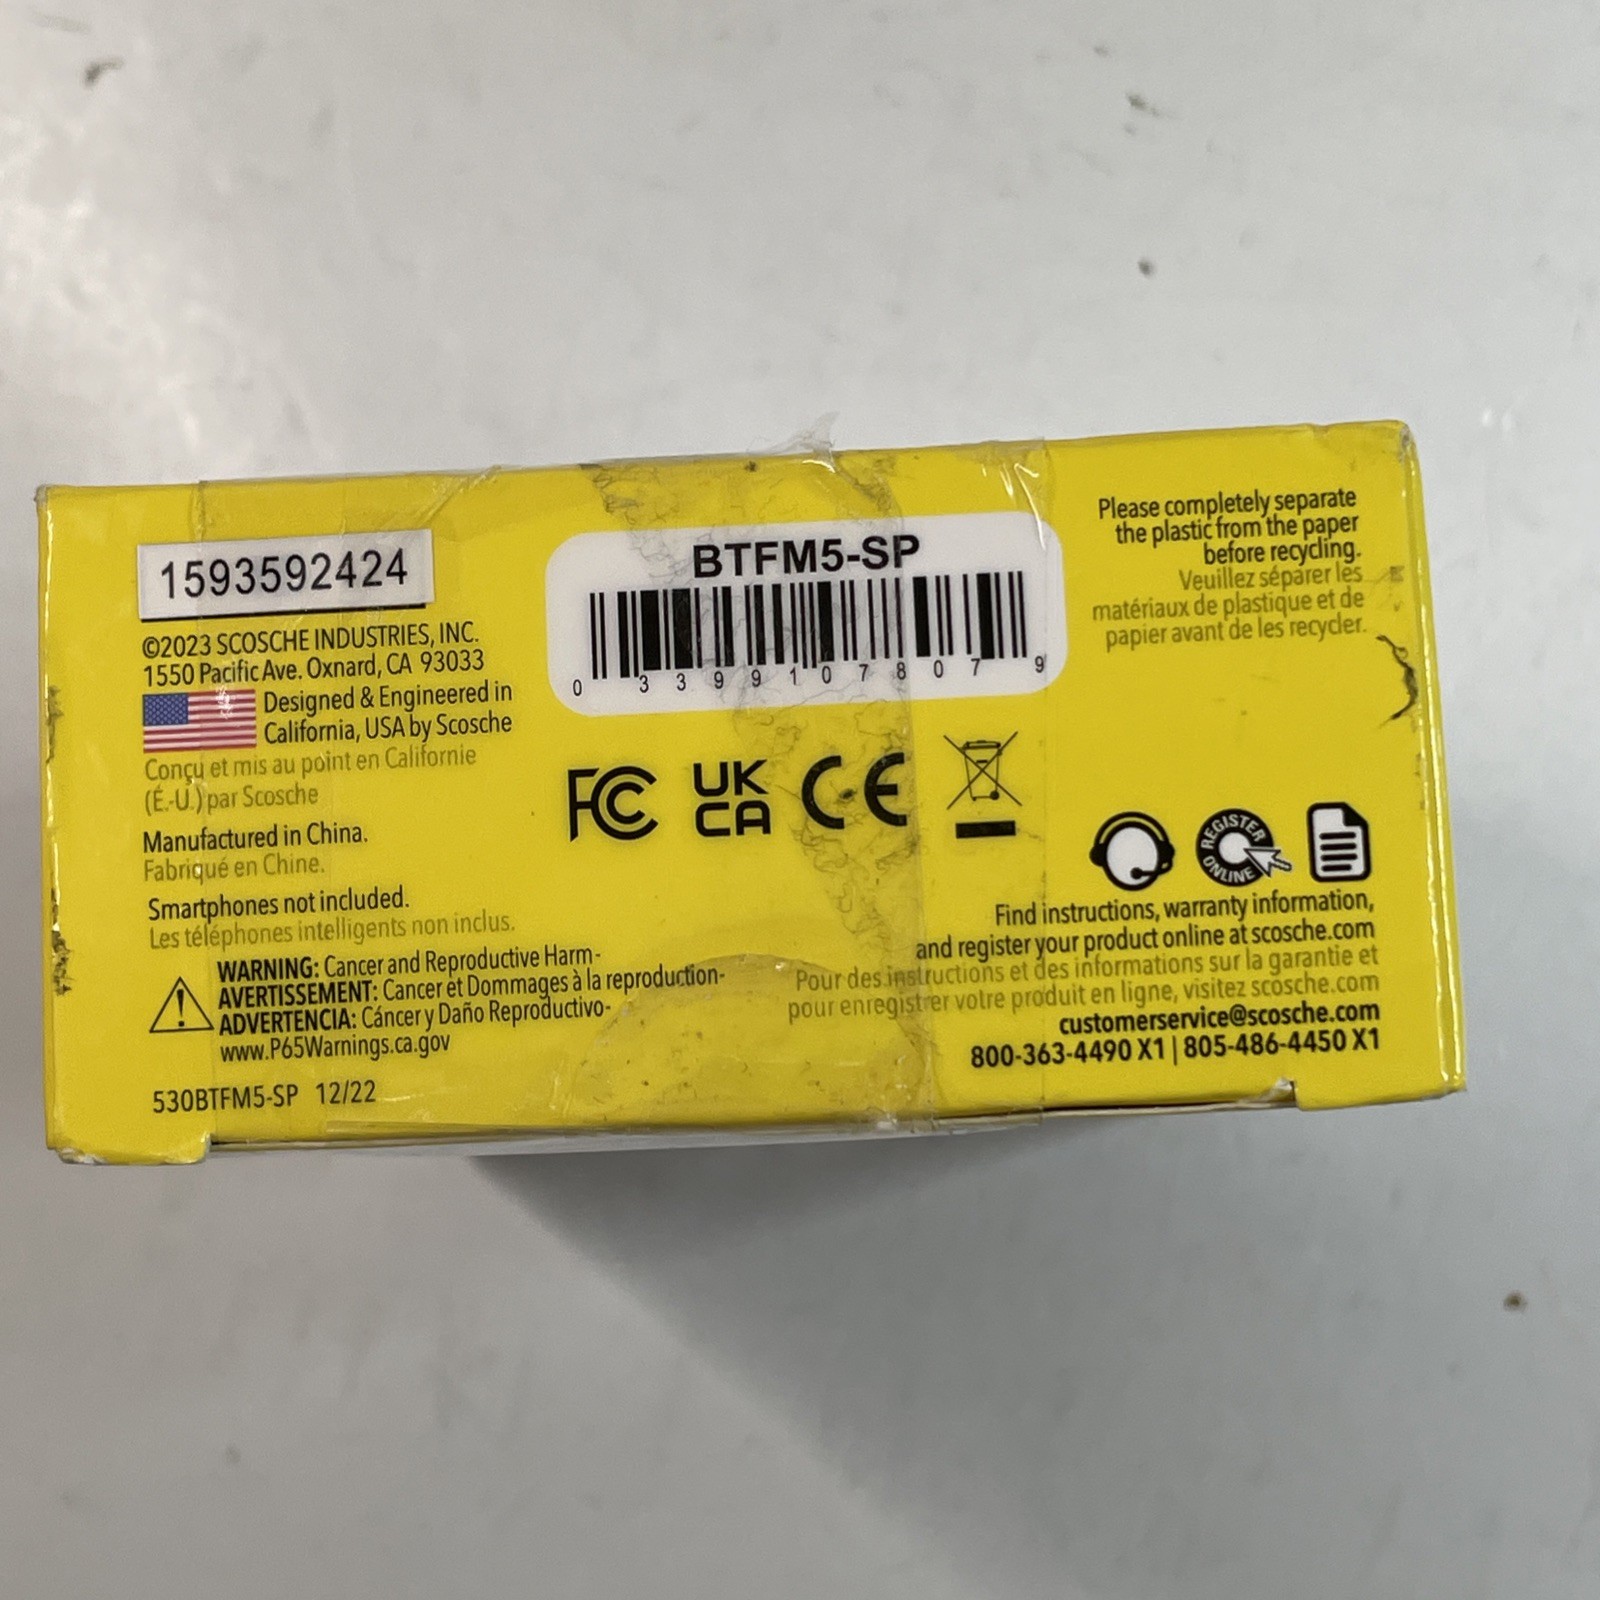 1593592424
©2023 SCOSCHE INDUSTRIES, INC.
1550 Pacific Ave. Oxnard, CA 93033
Designed & Engineered in
California, USA by Scosche
Conçu et mis au point en Californie
(É.-U.) par Scosche
Manufactured in China.
Fabriqué en Chine.
Smartphones not included.
Les téléphones intelligents non inclus.
WARNING: Cancer and Reproductive Harm-
AVERTISSEMENT: Cancer et Dommages à la reproduction-
ADVERTENCIA: Cáncer y Daño Reproductivo-
www.P65Warnings.ca.gov
530BTFM5-SP 12/22
BTFM5-SP
0 33991 07807 9
FC
UK
CA
CE
Please completely separate
the plastic from the paper
before recycling.
Veuillez séparer les
matériaux de plastique et de
papier avant de les recycler.
REGISTER
ONLINE
Find instructions, warranty information,
and register your product online at scosche.com
Pour des instructions et des informations sur la garantie et
pour enregistrer votre produit en ligne, visitez scosche.com
customerservice@scosche.com
800-363-4490 X1 | 805-486-4450 X1